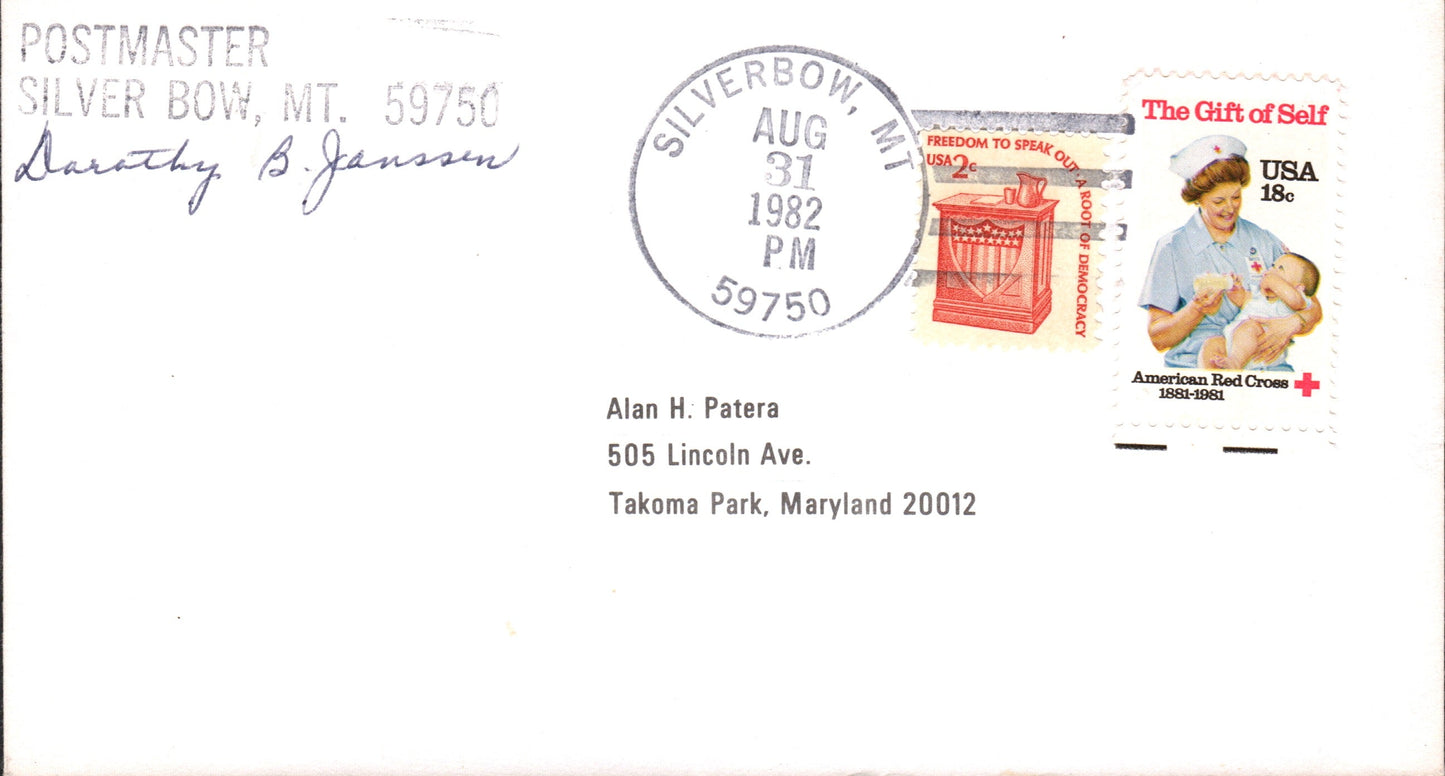 POSTMASTER
SILVER BOW, MT. 59750
Dorothy B. Janssen
SILVERBOW, MT
AUG
31
1982
PM
59750
FREEDOM TO SPEAK OUT, A ROOT OF DEMOCRACY
USA 2c
The Gift of Self
USA
18c
American Red Cross
1881-1981
Alan H. Patera
505 Lincoln Ave.
Takoma Park, Maryland 20012